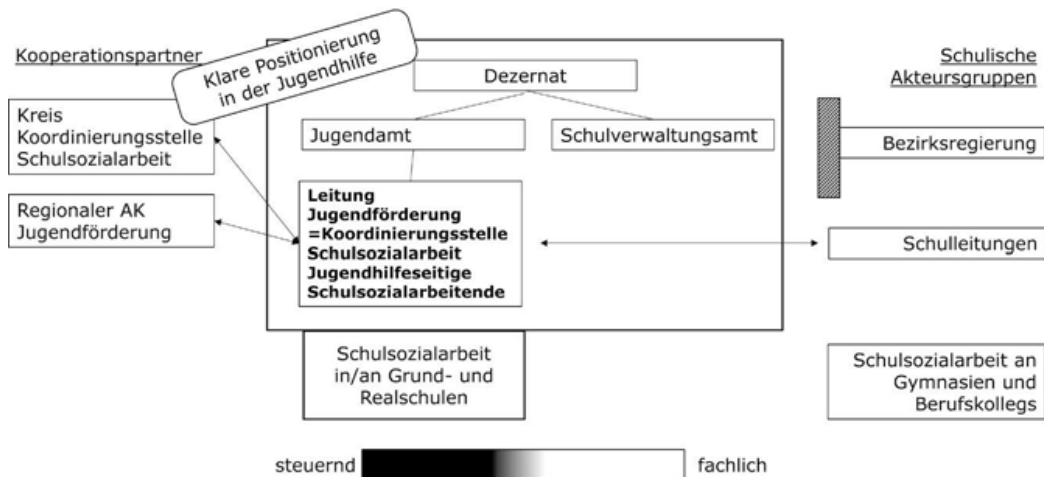 Kooperationspartner
Klare Positionierung
in der Jugendhilfe
Schulische
Akteursgruppen
Dezernat
Kreis
Koordinierungsstelle
Schulsozialarbeit
Jugendamt
Schulverwaltungsamt
Bezirksregierung
Regionaler AK
Jugendförderung
Leitung
Jugendförderung
=Koordinierungsstelle
Schulsozialarbeit
Jugendhilfeseitige
Schulsozialarbeitende
Schulleitungen
Schulsozialarbeit
in/an Grund- und
Realschulen
Schulsozialarbeit an
Gymnasien und
Berufskollegs
steuernd
fachlich